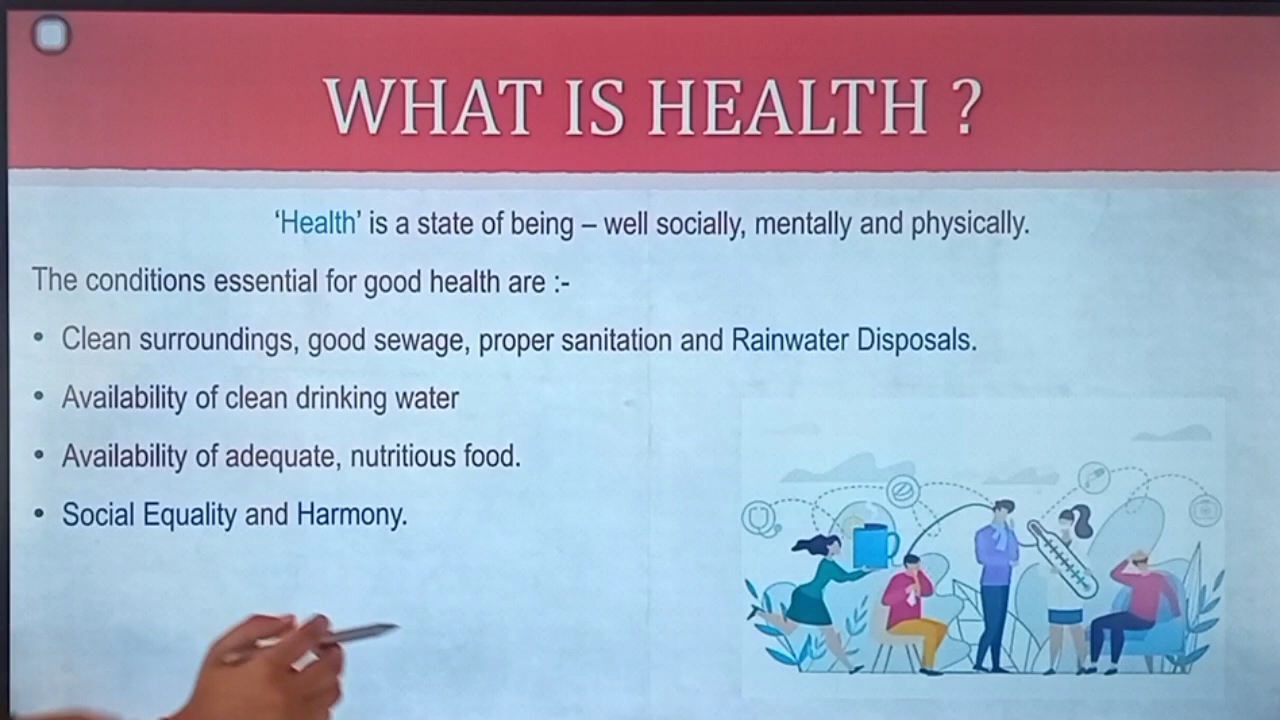 WHAT IS HEALTH ?
‘Health’ is a state of being – well socially, mentally and physically.
The conditions essential for good health are :-
• Clean surroundings, good sewage, proper sanitation and Rainwater Disposals.
• Availability of clean drinking water
• Availability of adequate, nutritious food.
• Social Equality and Harmony.